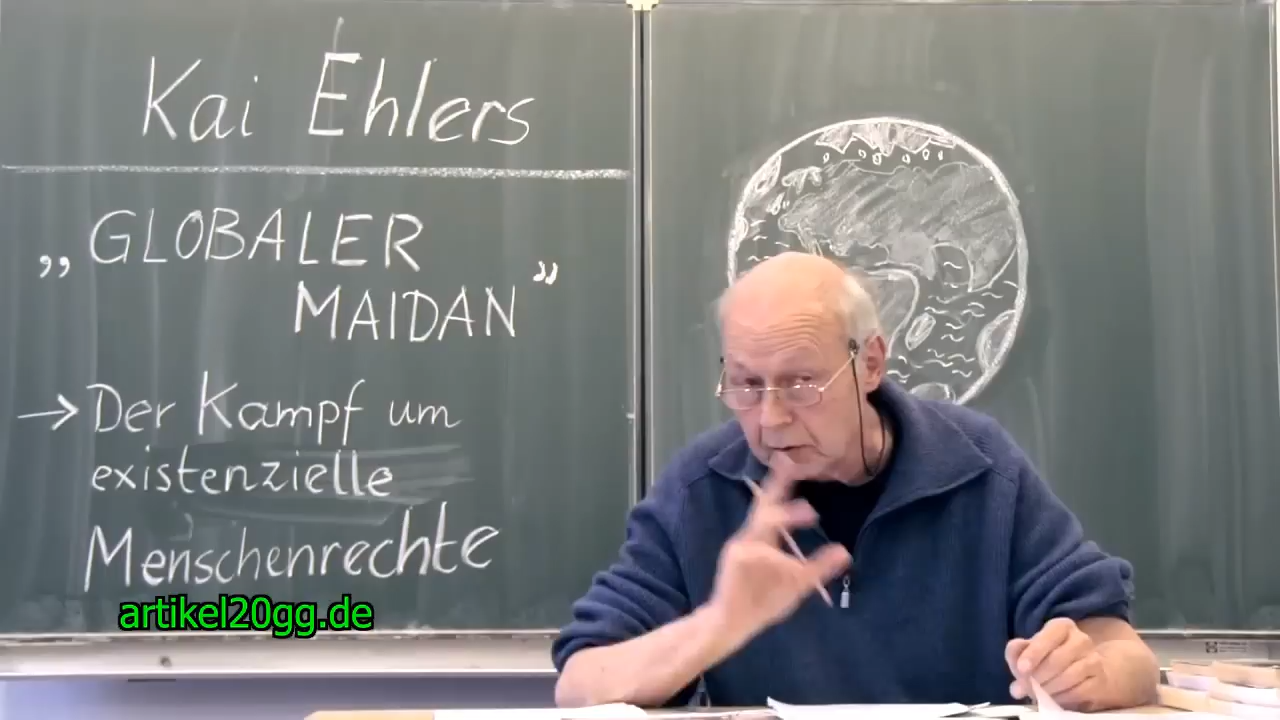 Kai Ehlers
„GLOBALER
MAIDAN“
→ Der Kampf um
existenzielle
Menschenrechte
artikel20gg.de